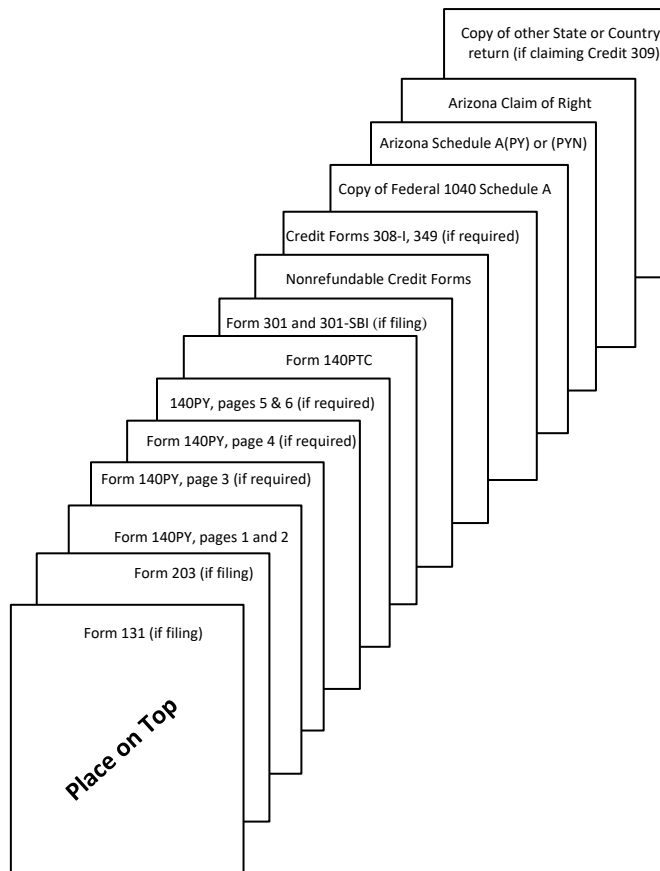 Copy of other State or Country
return (if claiming Credit 309)
Arizona Claim of Right
Arizona Schedule A(PY) or (PYN)
Copy of Federal 1040 Schedule A
Credit Forms 308-I, 349 (if required)
Nonrefundable Credit Forms
Form 301 and 301-SBI (if filing)
Form 140PTC
140PY, pages 5 & 6 (if required)
Form 140PY, page 4 (if required)
Form 140PY, page 3 (if required)
Form 140PY, pages 1 and 2
Form 203 (if filing)
Form 131 (if filing)
Place on Top